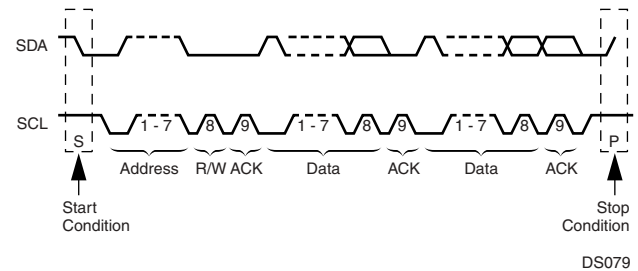 SDA
SCL
S 1 - 7 8 9 1 - 7 8 9 1 - 7 8 9 P
Address R/W ACK Data ACK Data ACK
Start
Condition
Stop
Condition
DS079